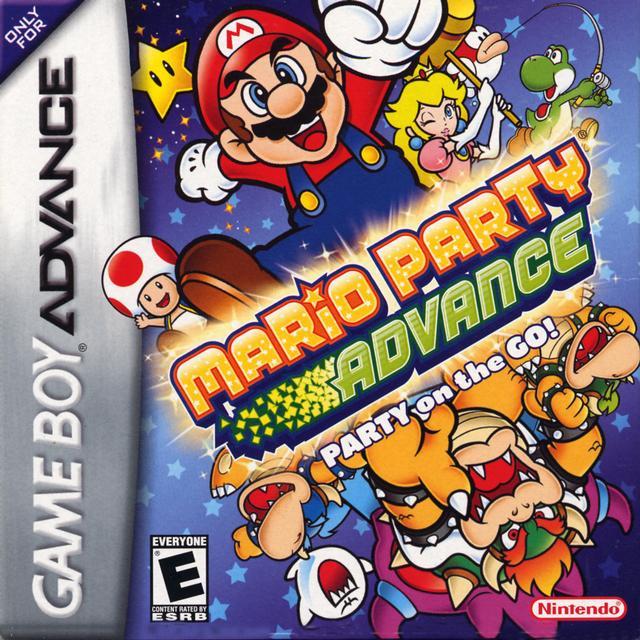 ONLY
FOR
GAME BOY ADVANCE
M
MARIO PARTY
ADVANCE
PARTY on the GO!
EVERYONE
E
CONTENT RATED BY
ESRB
Nintendo®